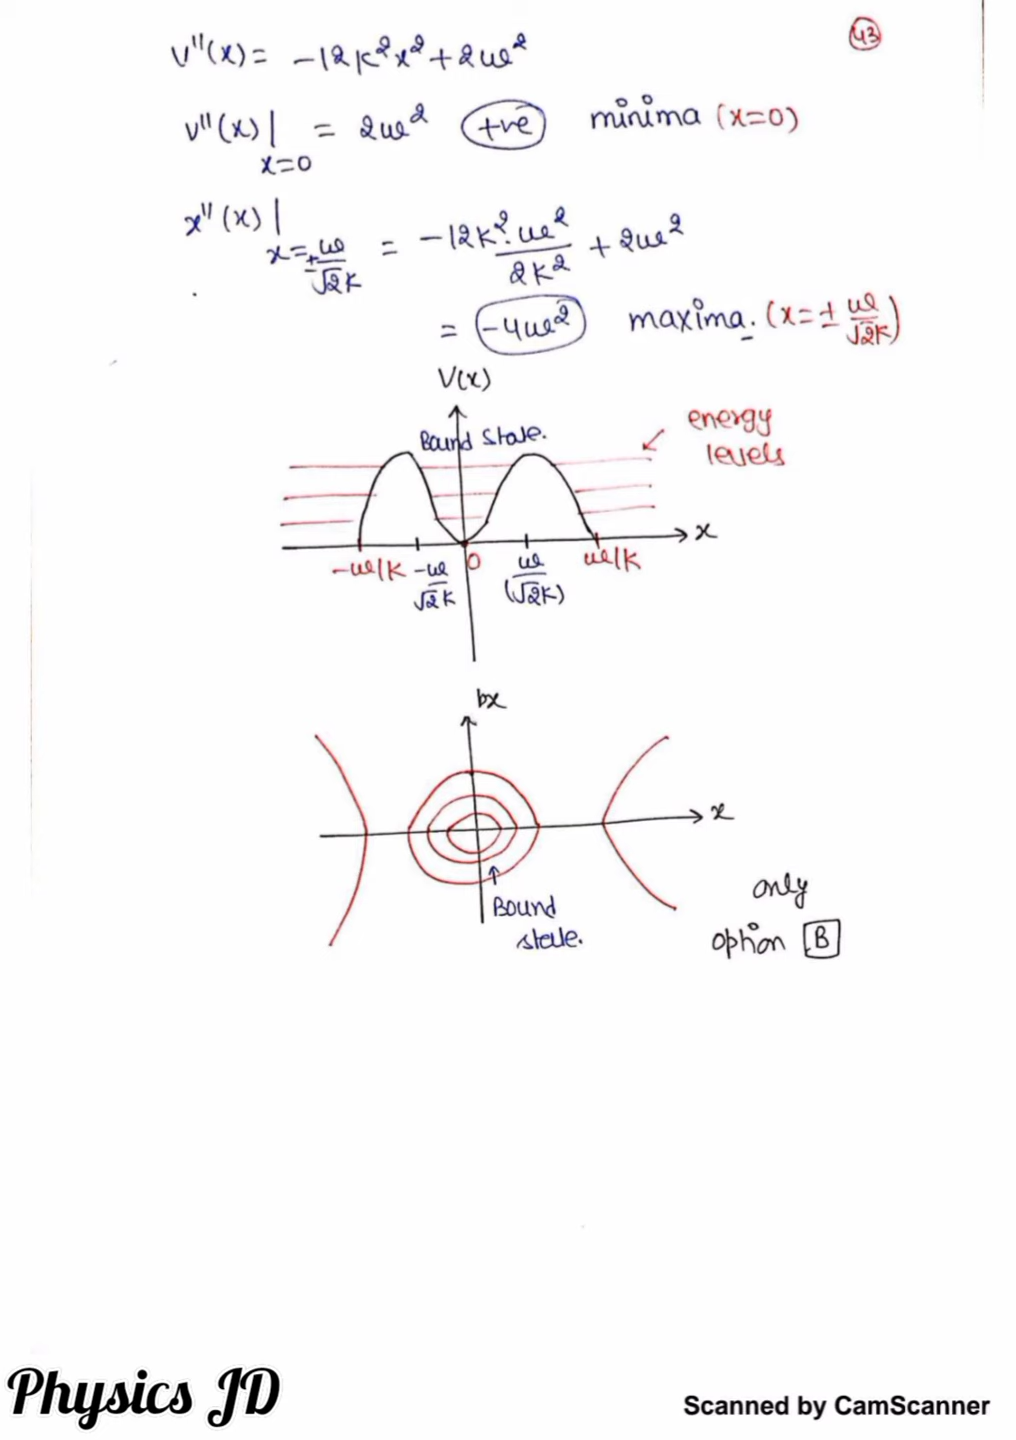 43
v''(x) = -12k²x² + 2ω²
v''(x)|x=0 = 2ω² +ve minima (x=0)
x''(x)|x=±ω/√2k = -12k².ω²/2k² + 2ω²
= -4ω² maxima. (x=±ω/√2k)
V(x)
Bound state.
energy
levels
x
-ω/k -ω/√2k 0 ω/(√2k) ω/k
px
x
Bound
state.
only
option B
Physics JD
Scanned by CamScanner